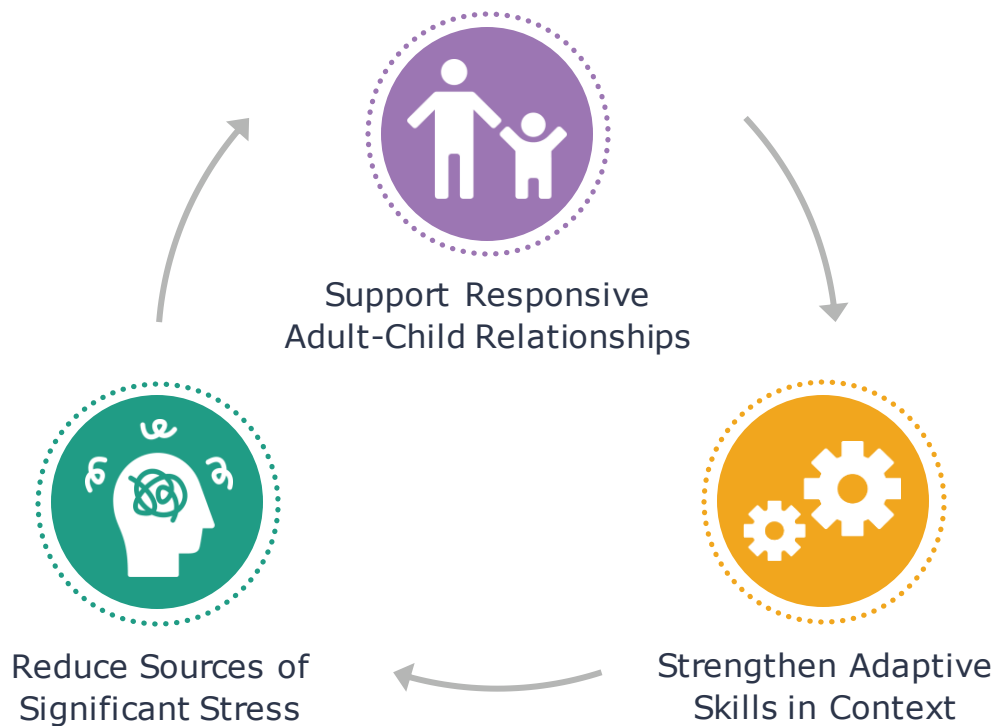 Support Responsive
Adult-Child Relationships
Reduce Sources of
Significant Stress
Strengthen Adaptive
Skills in Context